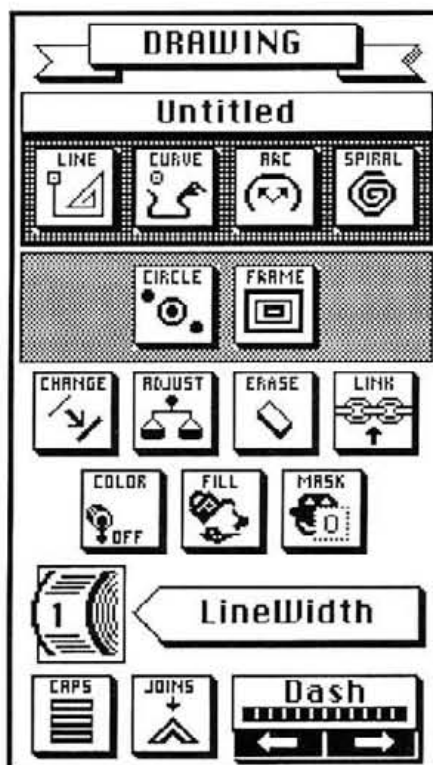 DRAWING
Untitled
LINE CURVE ARC SPIRAL
CIRCLE FRAME
CHANGE ADJUST ERASE LINK
COLOR FILL MASK
OFF
1 LineWidth
CAPS JOINS Dash